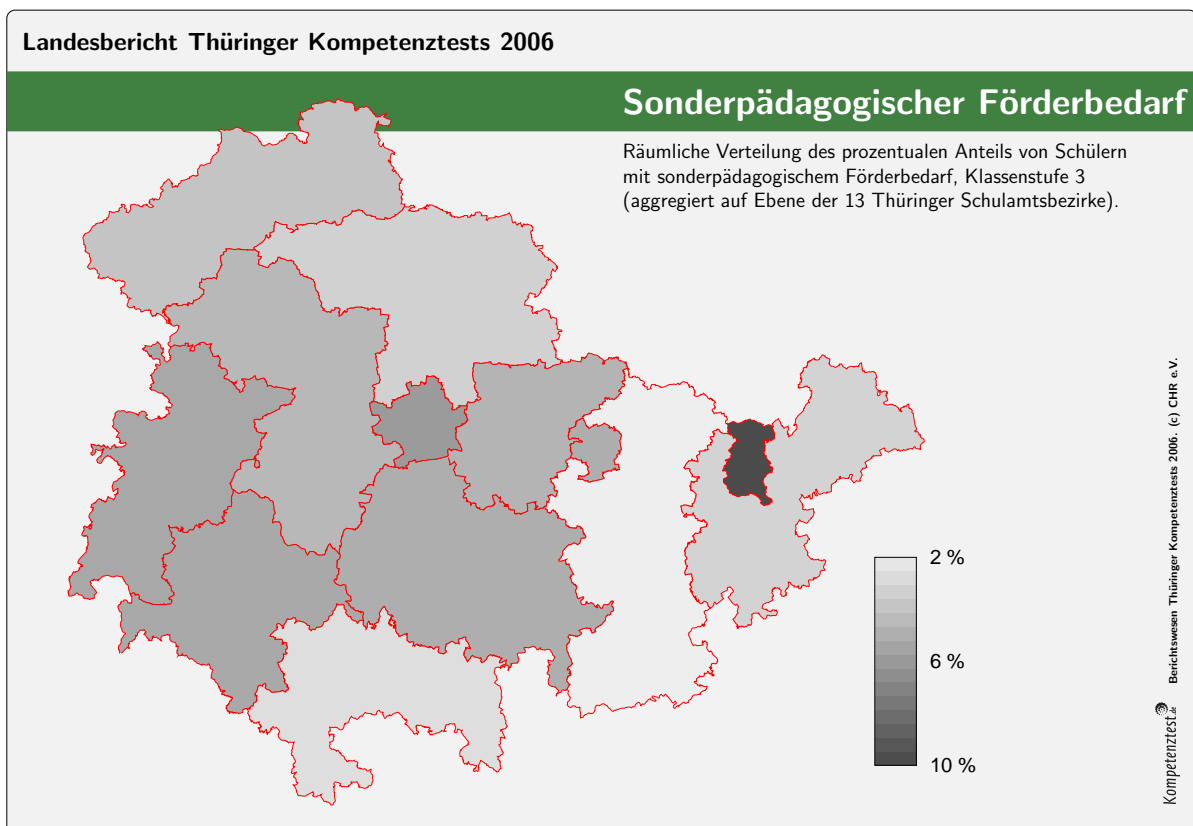 Landesbericht Thüringer Kompetenztests 2006
Sonderpädagogischer Förderbedarf
Räumliche Verteilung des prozentualen Anteils von Schülern
mit sonderpädagogischem Förderbedarf, Klassenstufe 3
(aggregiert auf Ebene der 13 Thüringer Schulamtsbezirke).
2 %
6 %
10 %
Berichtswesen Thüringer Kompetenztests 2006. (c) CHR e.V.
Kompetenztest.de